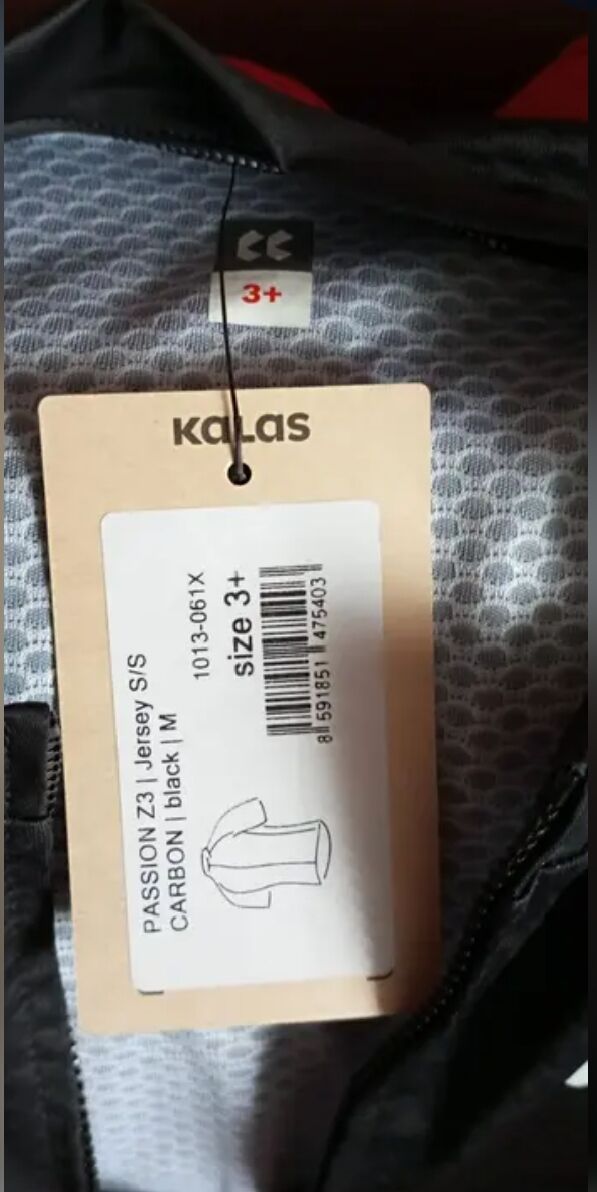 3+
KALAS
PASSION Z3 | Jersey S/S
CARBON | black | M
1013-061X
size 3+
8 591851 475403